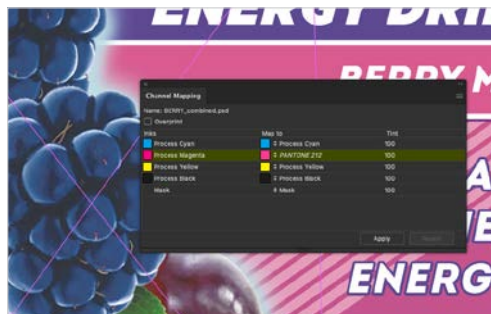 ENERGY DRI
BERRY M
Channel Mapping
Name: BERRY_combined.psd
Overprint
Inks Map to Tint
Process Cyan Process Cyan 100
Process Magenta PANTONE 212 100
Process Yellow Process Yellow 100
Process Black Process Black 100
Mask Mask 100
Apply
A
NE
ENERG